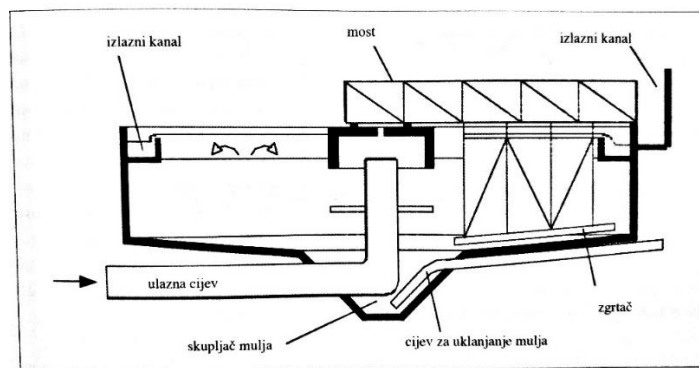 izlazni kanal
most
izlazni kanal
ulazna cijev
zgrtač
skupljač mulja
cijev za uklanjanje mulja